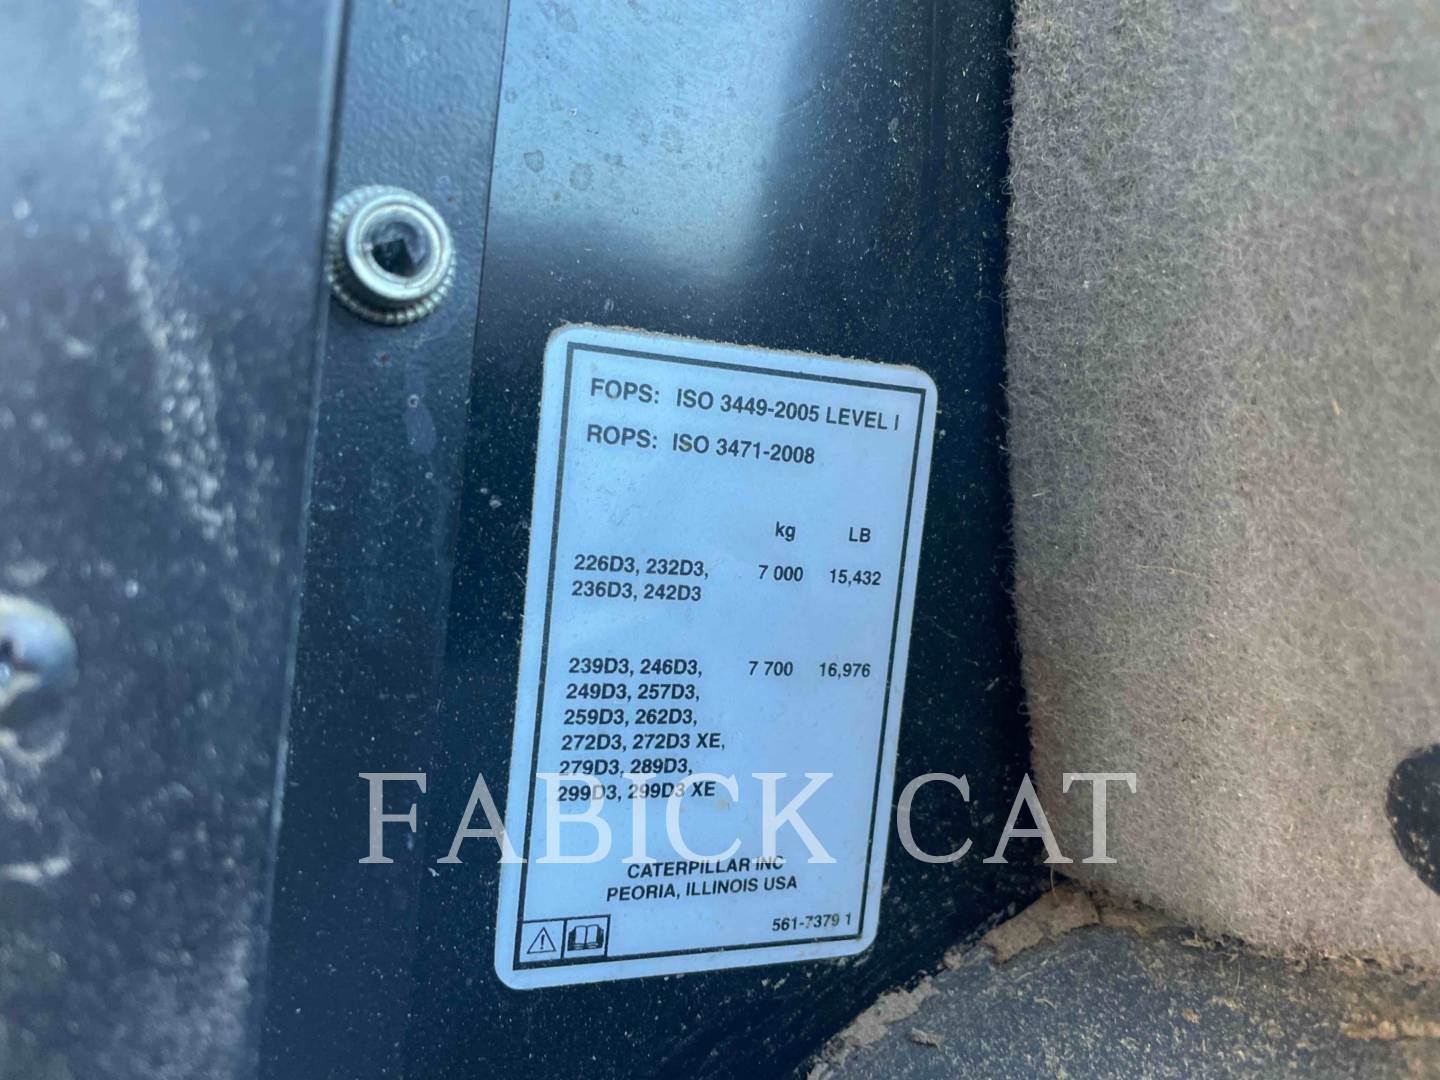 FOPS: ISO 3449-2005 LEVEL I
ROPS: ISO 3471-2008
kg LB
226D3, 232D3, 7 000 15,432
236D3, 242D3
239D3, 246D3, 7 700 16,976
249D3, 257D3,
259D3, 262D3,
272D3, 272D3 XE,
279D3, 289D3,
299D3, 299D3 XE
FABICK CAT
CATERPILLAR INC
PEORIA, ILLINOIS USA
561-7379 1